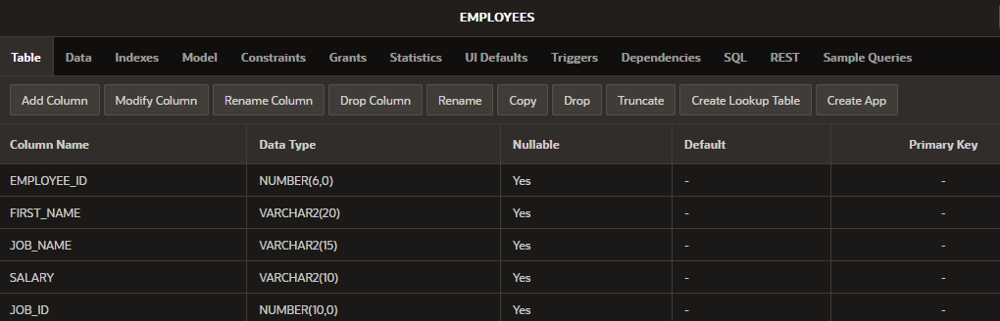 EMPLOYEES
Table Data Indexes Model Constraints Grants Statistics UI Defaults Triggers Dependencies SQL REST Sample Queries
Add Column Modify Column Rename Column Drop Column Rename Copy Drop Truncate Create Lookup Table Create App
Column Name Data Type Nullable Default Primary Key
EMPLOYEE_ID NUMBER(6,0) Yes - -
FIRST_NAME VARCHAR2(20) Yes - -
JOB_NAME VARCHAR2(15) Yes - -
SALARY VARCHAR2(10) Yes - -
JOB_ID NUMBER(10,0) Yes - -